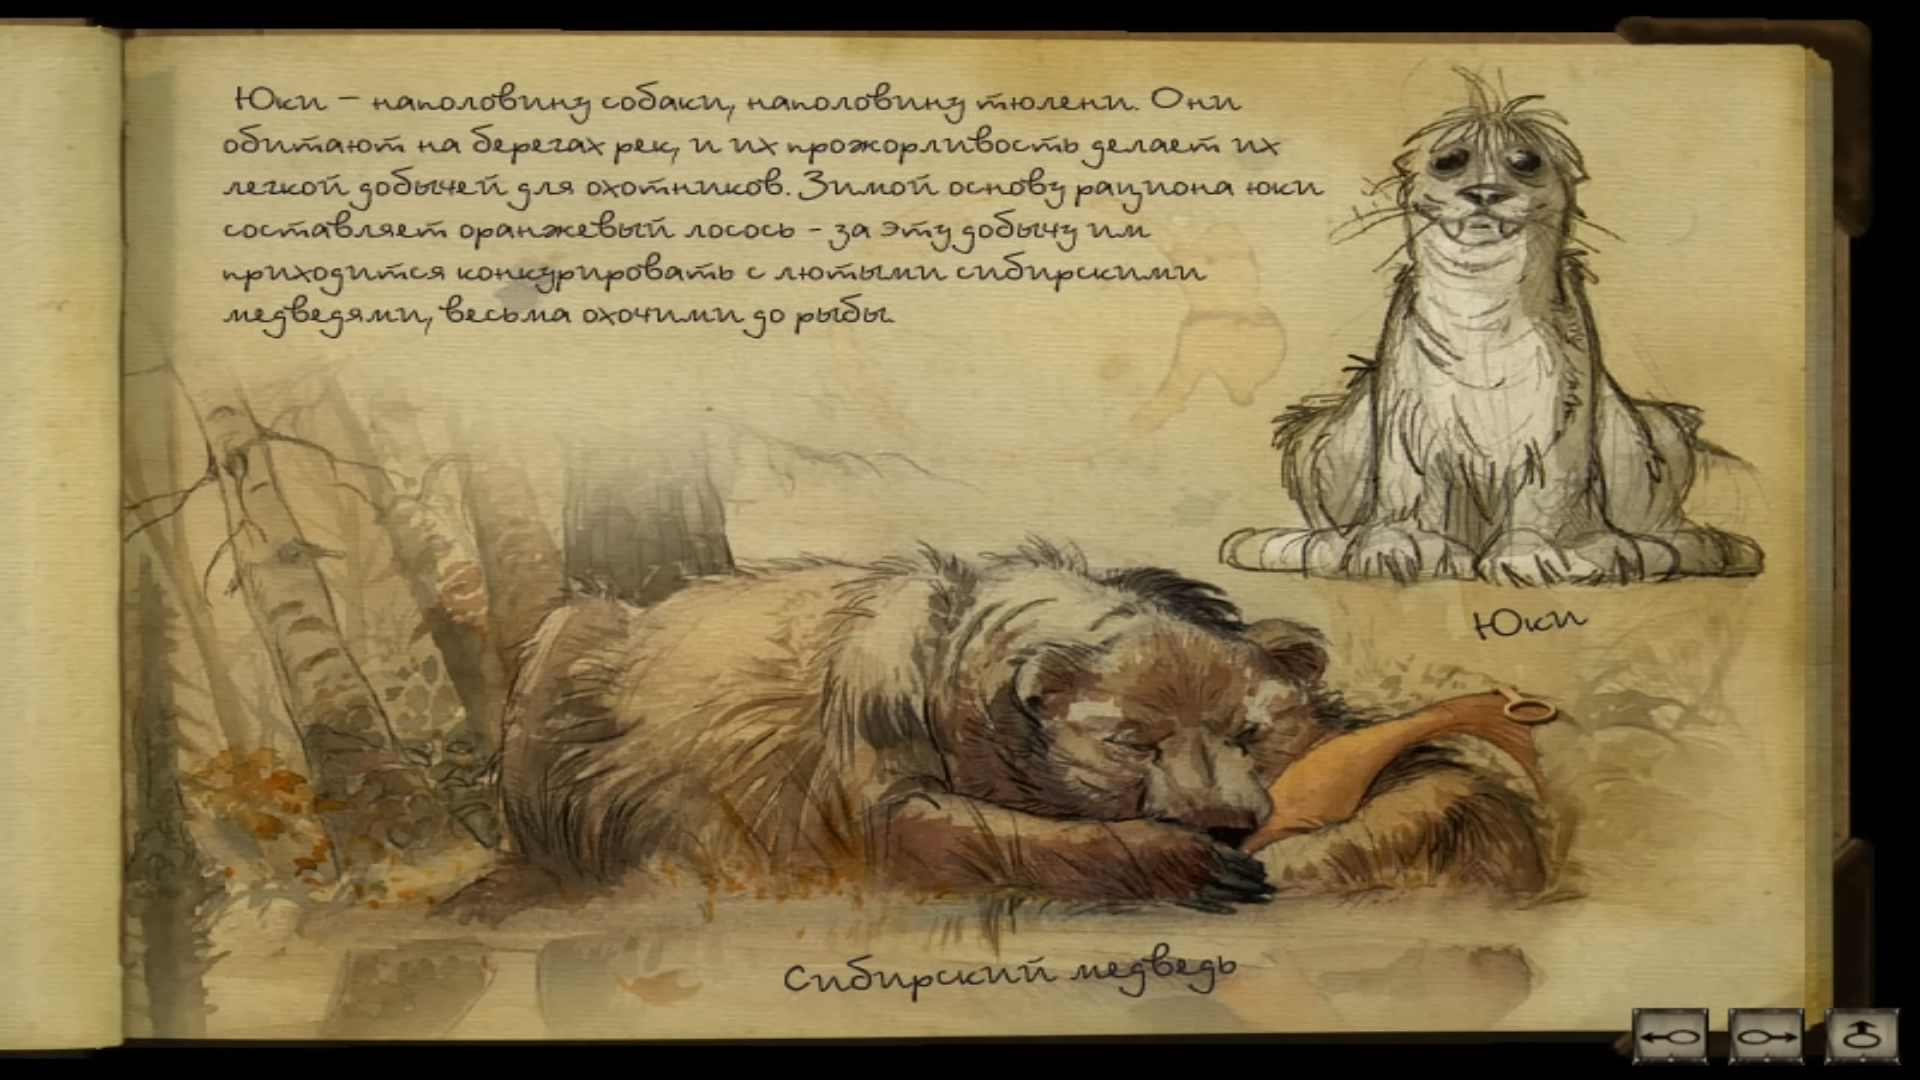 Юки – наполовину собаки, наполовину тюлени. Они
обитают на берегах рек, и их прожорливость делает их
легкой добычей для охотников. Зимой основу рациона юки
составляет оранжевый лосось - за эту добычу им
приходится конкурировать с лютыми сибирскими
медведями, весьма охочими до рыбы.
Юки
Сибирский медведь